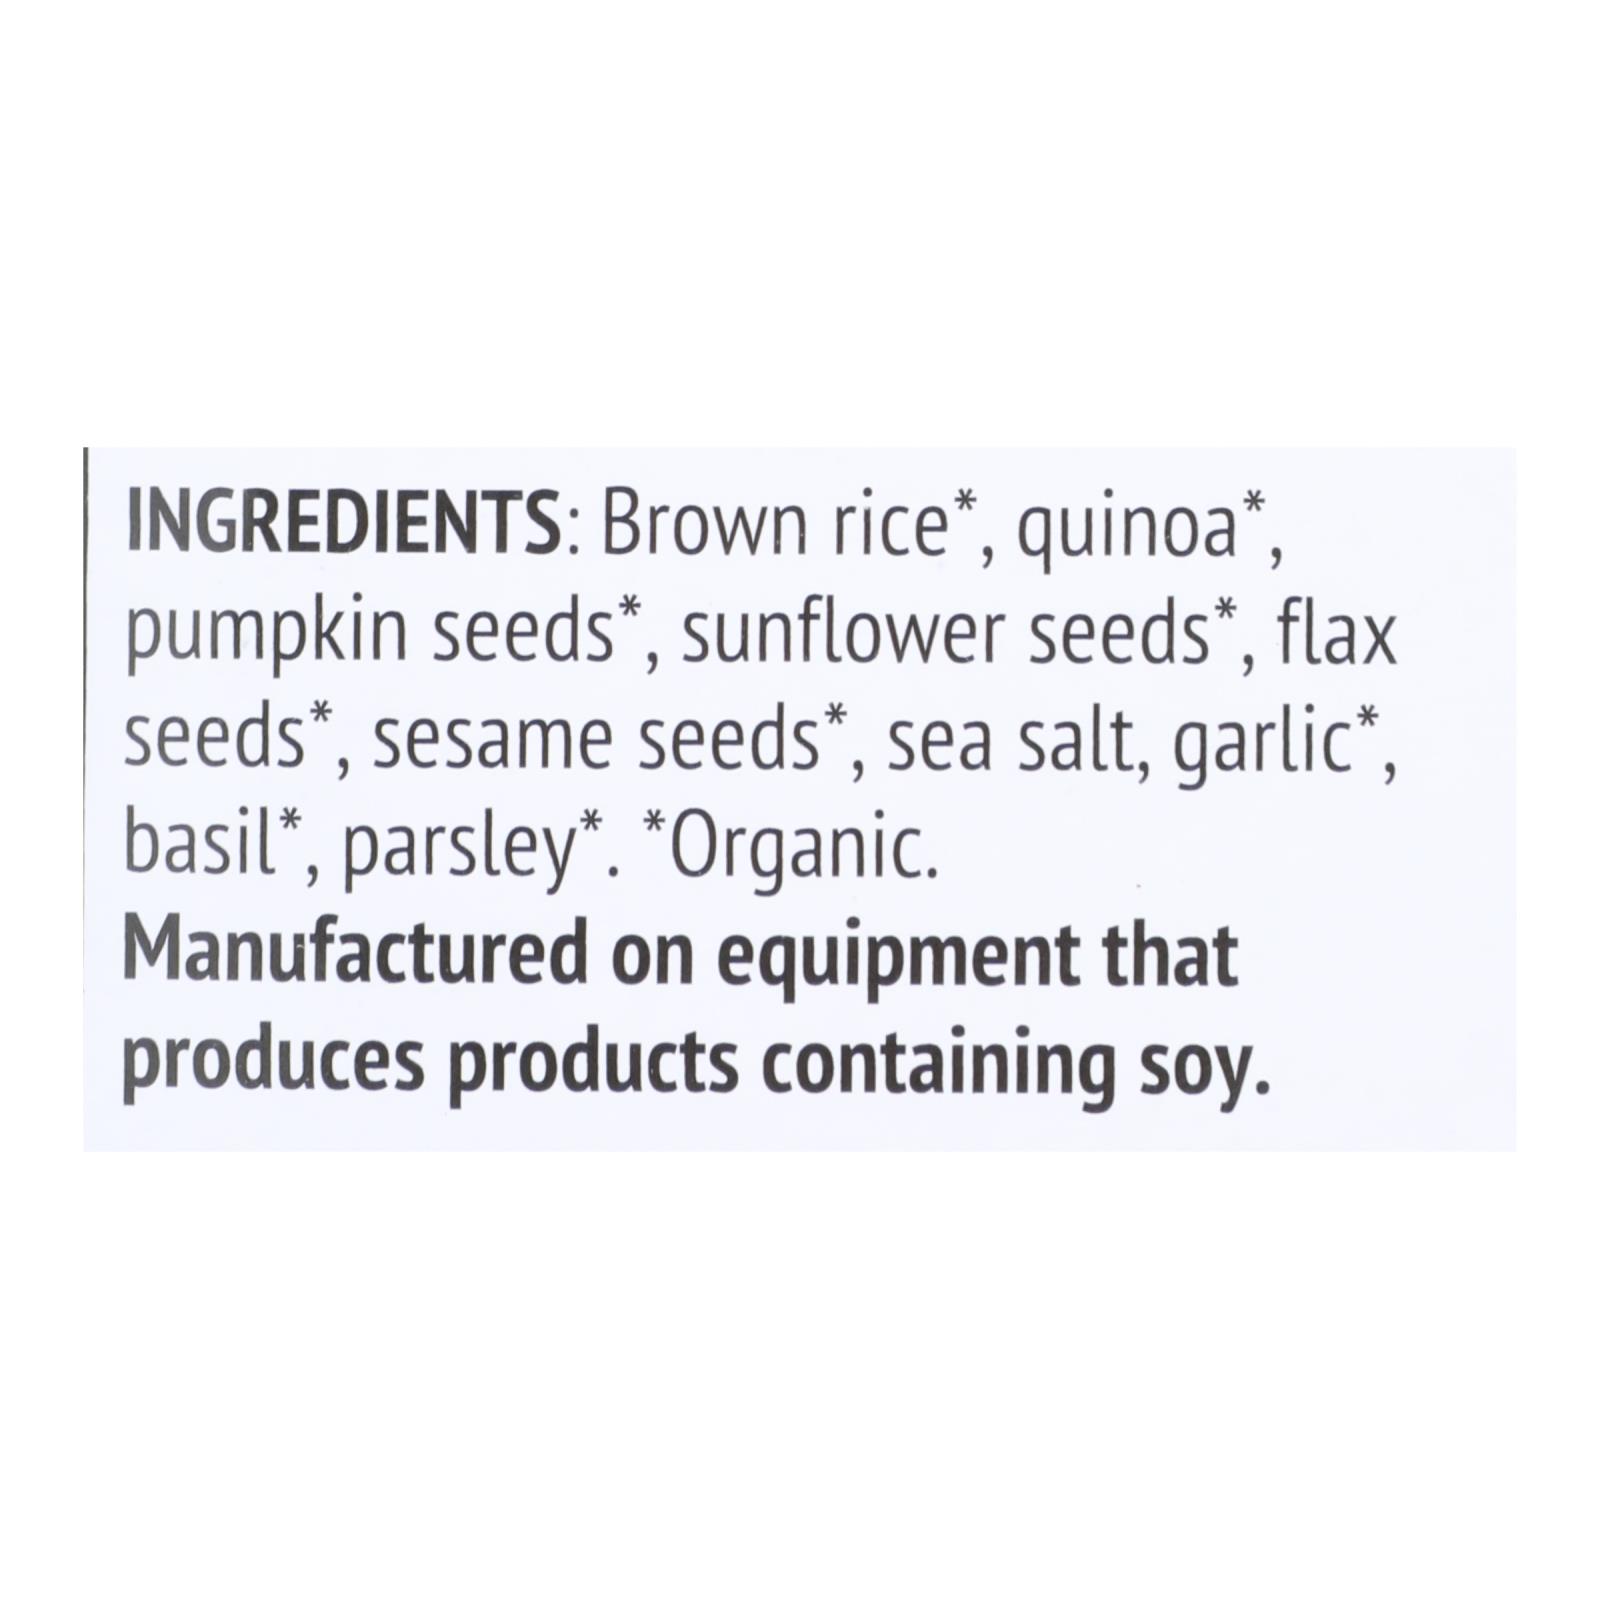 INGREDIENTS: Brown rice*, quinoa*,
pumpkin seeds*, sunflower seeds*, flax
seeds*, sesame seeds*, sea salt, garlic*,
basil*, parsley*. *Organic.
Manufactured on equipment that
produces products containing soy.